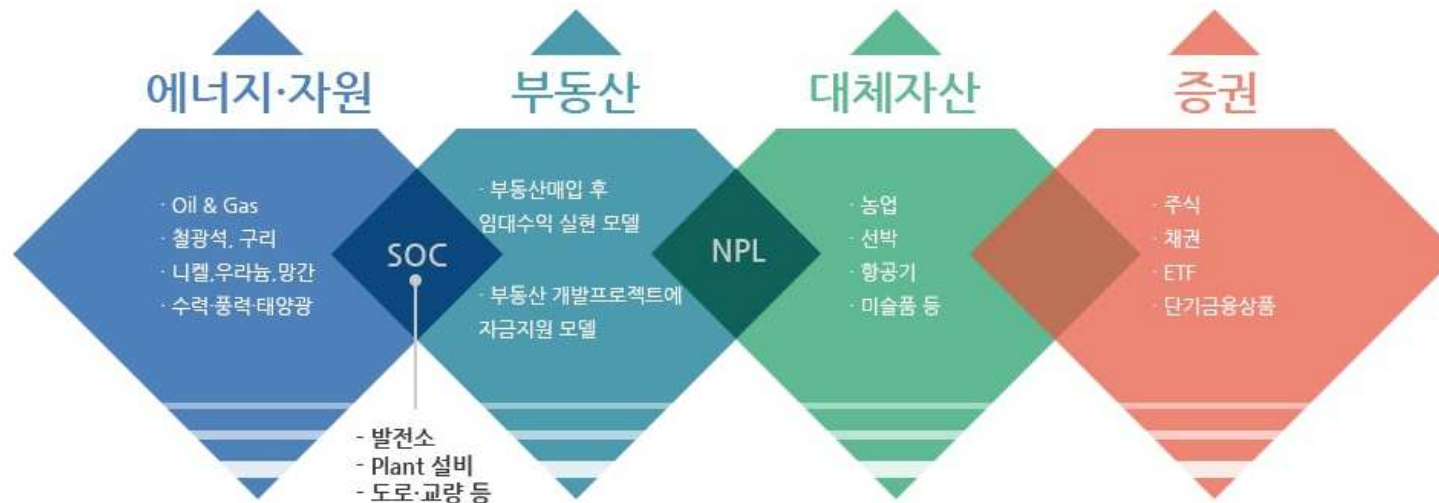 에너지·자원
· Oil & Gas
· 철광석, 구리
· 니켈,우라늄,망간
· 수력·풍력·태양광
SOC
- 발전소
- Plant 설비
- 도로·교량 등
부동산
· 부동산매입 후
임대수익 실현 모델
· 부동산 개발프로젝트에
자금지원 모델
NPL
대체자산
· 농업
· 선박
· 항공기
· 미슬품 등
증권
· 주식
· 채권
· ETF
· 단기금융상품